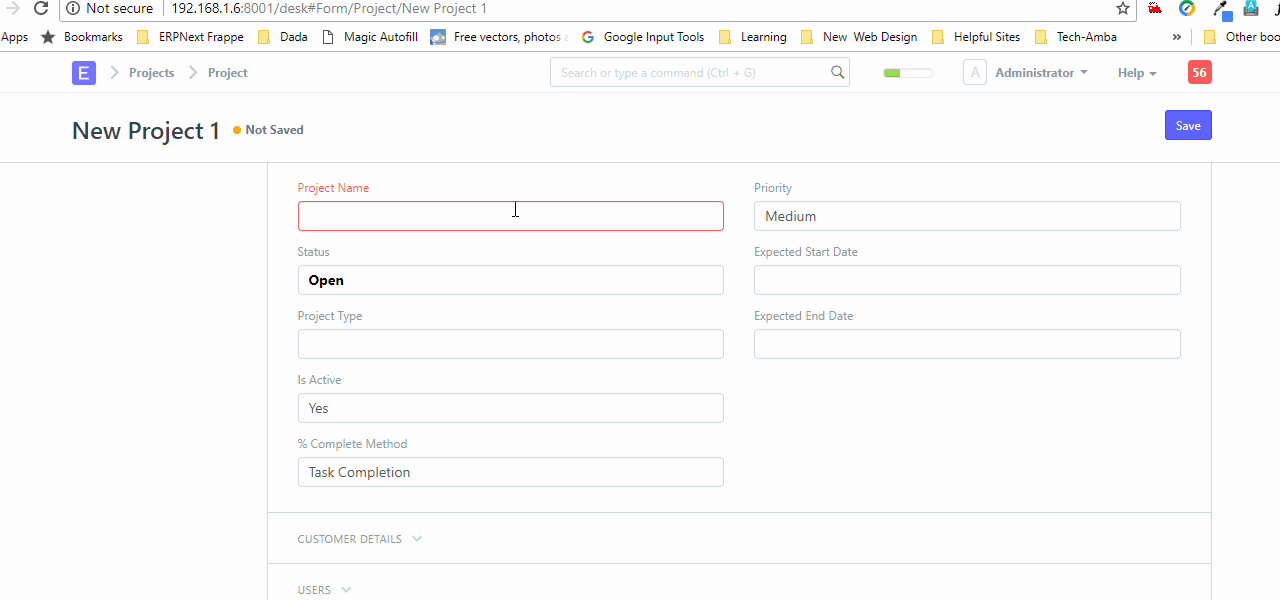 Not secure 192.168.1.6:8001/desk#Form/Project/New Project 1
Apps Bookmarks ERPNext Frappe Dada Magic Autofill Free vectors, photos Google Input Tools Learning New Web Design Helpful Sites Tech-Amba » Other boo
E Projects Project Search or type a command (Ctrl + G) A Administrator Help 56
New Project 1 Not Saved Save
Project Name Priority
Medium
Status Expected Start Date
Open
Project Type Expected End Date
Is Active
Yes
% Complete Method
Task Completion
CUSTOMER DETAILS
USERS